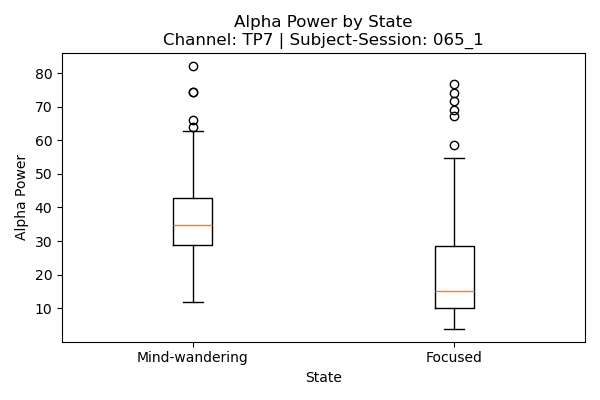 Alpha Power by State
Channel: TP7 | Subject-Session: 065_1
Alpha Power
80
70
60
50
40
30
20
10
Mind-wandering
Focused
State